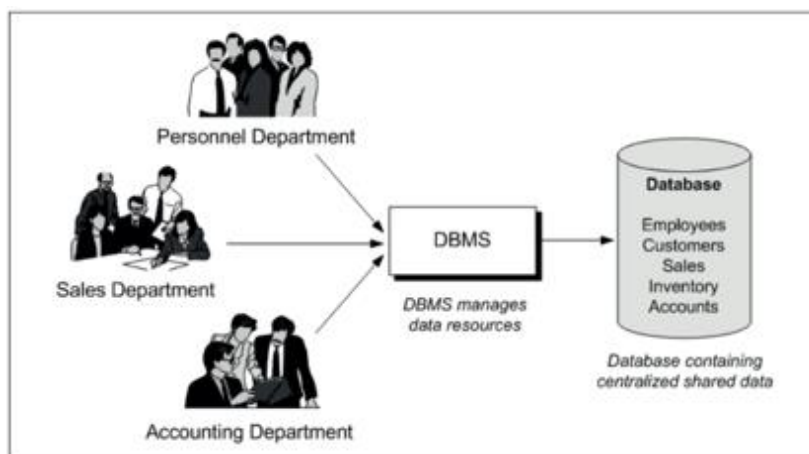 Personnel Department
Sales Department
Accounting Department
DBMS
DBMS manages
data resources
Database
Employees
Customers
Sales
Inventory
Accounts
Database containing
centralized shared data